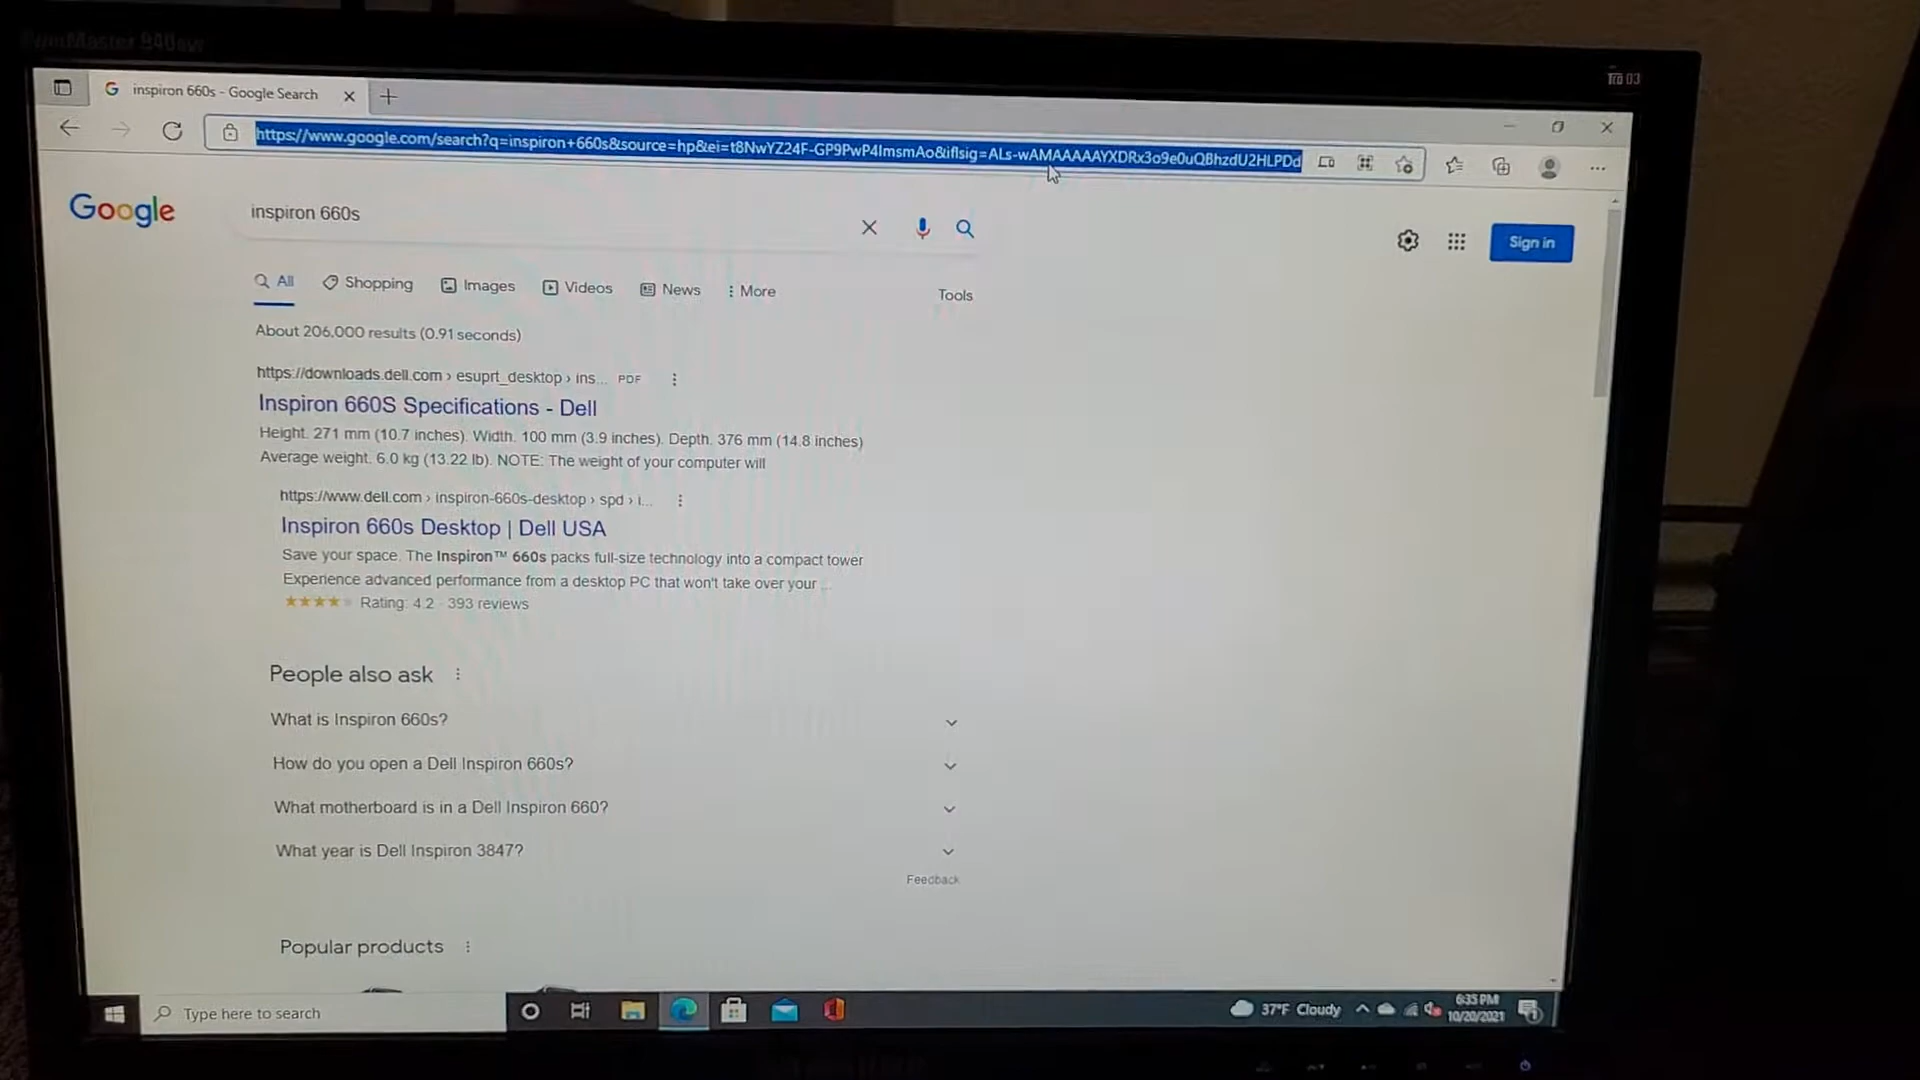 SyncMaster 940BW
inspiron 660s - Google Search
https://www.google.com/search?q=inspiron+660s&source=hp&ei=t8NwYZ24F-GP9PwP4ImsmAo&iflsig=ALs-wAMAAAAAYXDRx3o9e0uQBhzdU2HLPDd
Google
inspiron 660s
Sign in
All Shopping Images Videos News More Tools
About 206,000 results (0.91 seconds)
https://downloads.dell.com › esuprt_desktop › ins... PDF
Inspiron 660S Specifications - Dell
Height. 271 mm (10.7 inches). Width. 100 mm (3.9 inches). Depth. 376 mm (14.8 inches)
Average weight. 6.0 kg (13.22 lb). NOTE: The weight of your computer will
https://www.dell.com › inspiron-660s-desktop › spd › i...
Inspiron 660s Desktop | Dell USA
Save your space. The Inspiron™ 660s packs full-size technology into a compact tower
Experience advanced performance from a desktop PC that won't take over your ...
Rating: 4.2 · 393 reviews
People also ask
What is Inspiron 660s?
How do you open a Dell Inspiron 660s?
What motherboard is in a Dell Inspiron 660?
What year is Dell Inspiron 3847?
Feedback
Popular products
Type here to search
37°F Cloudy
6:35 PM
10/20/2021
1